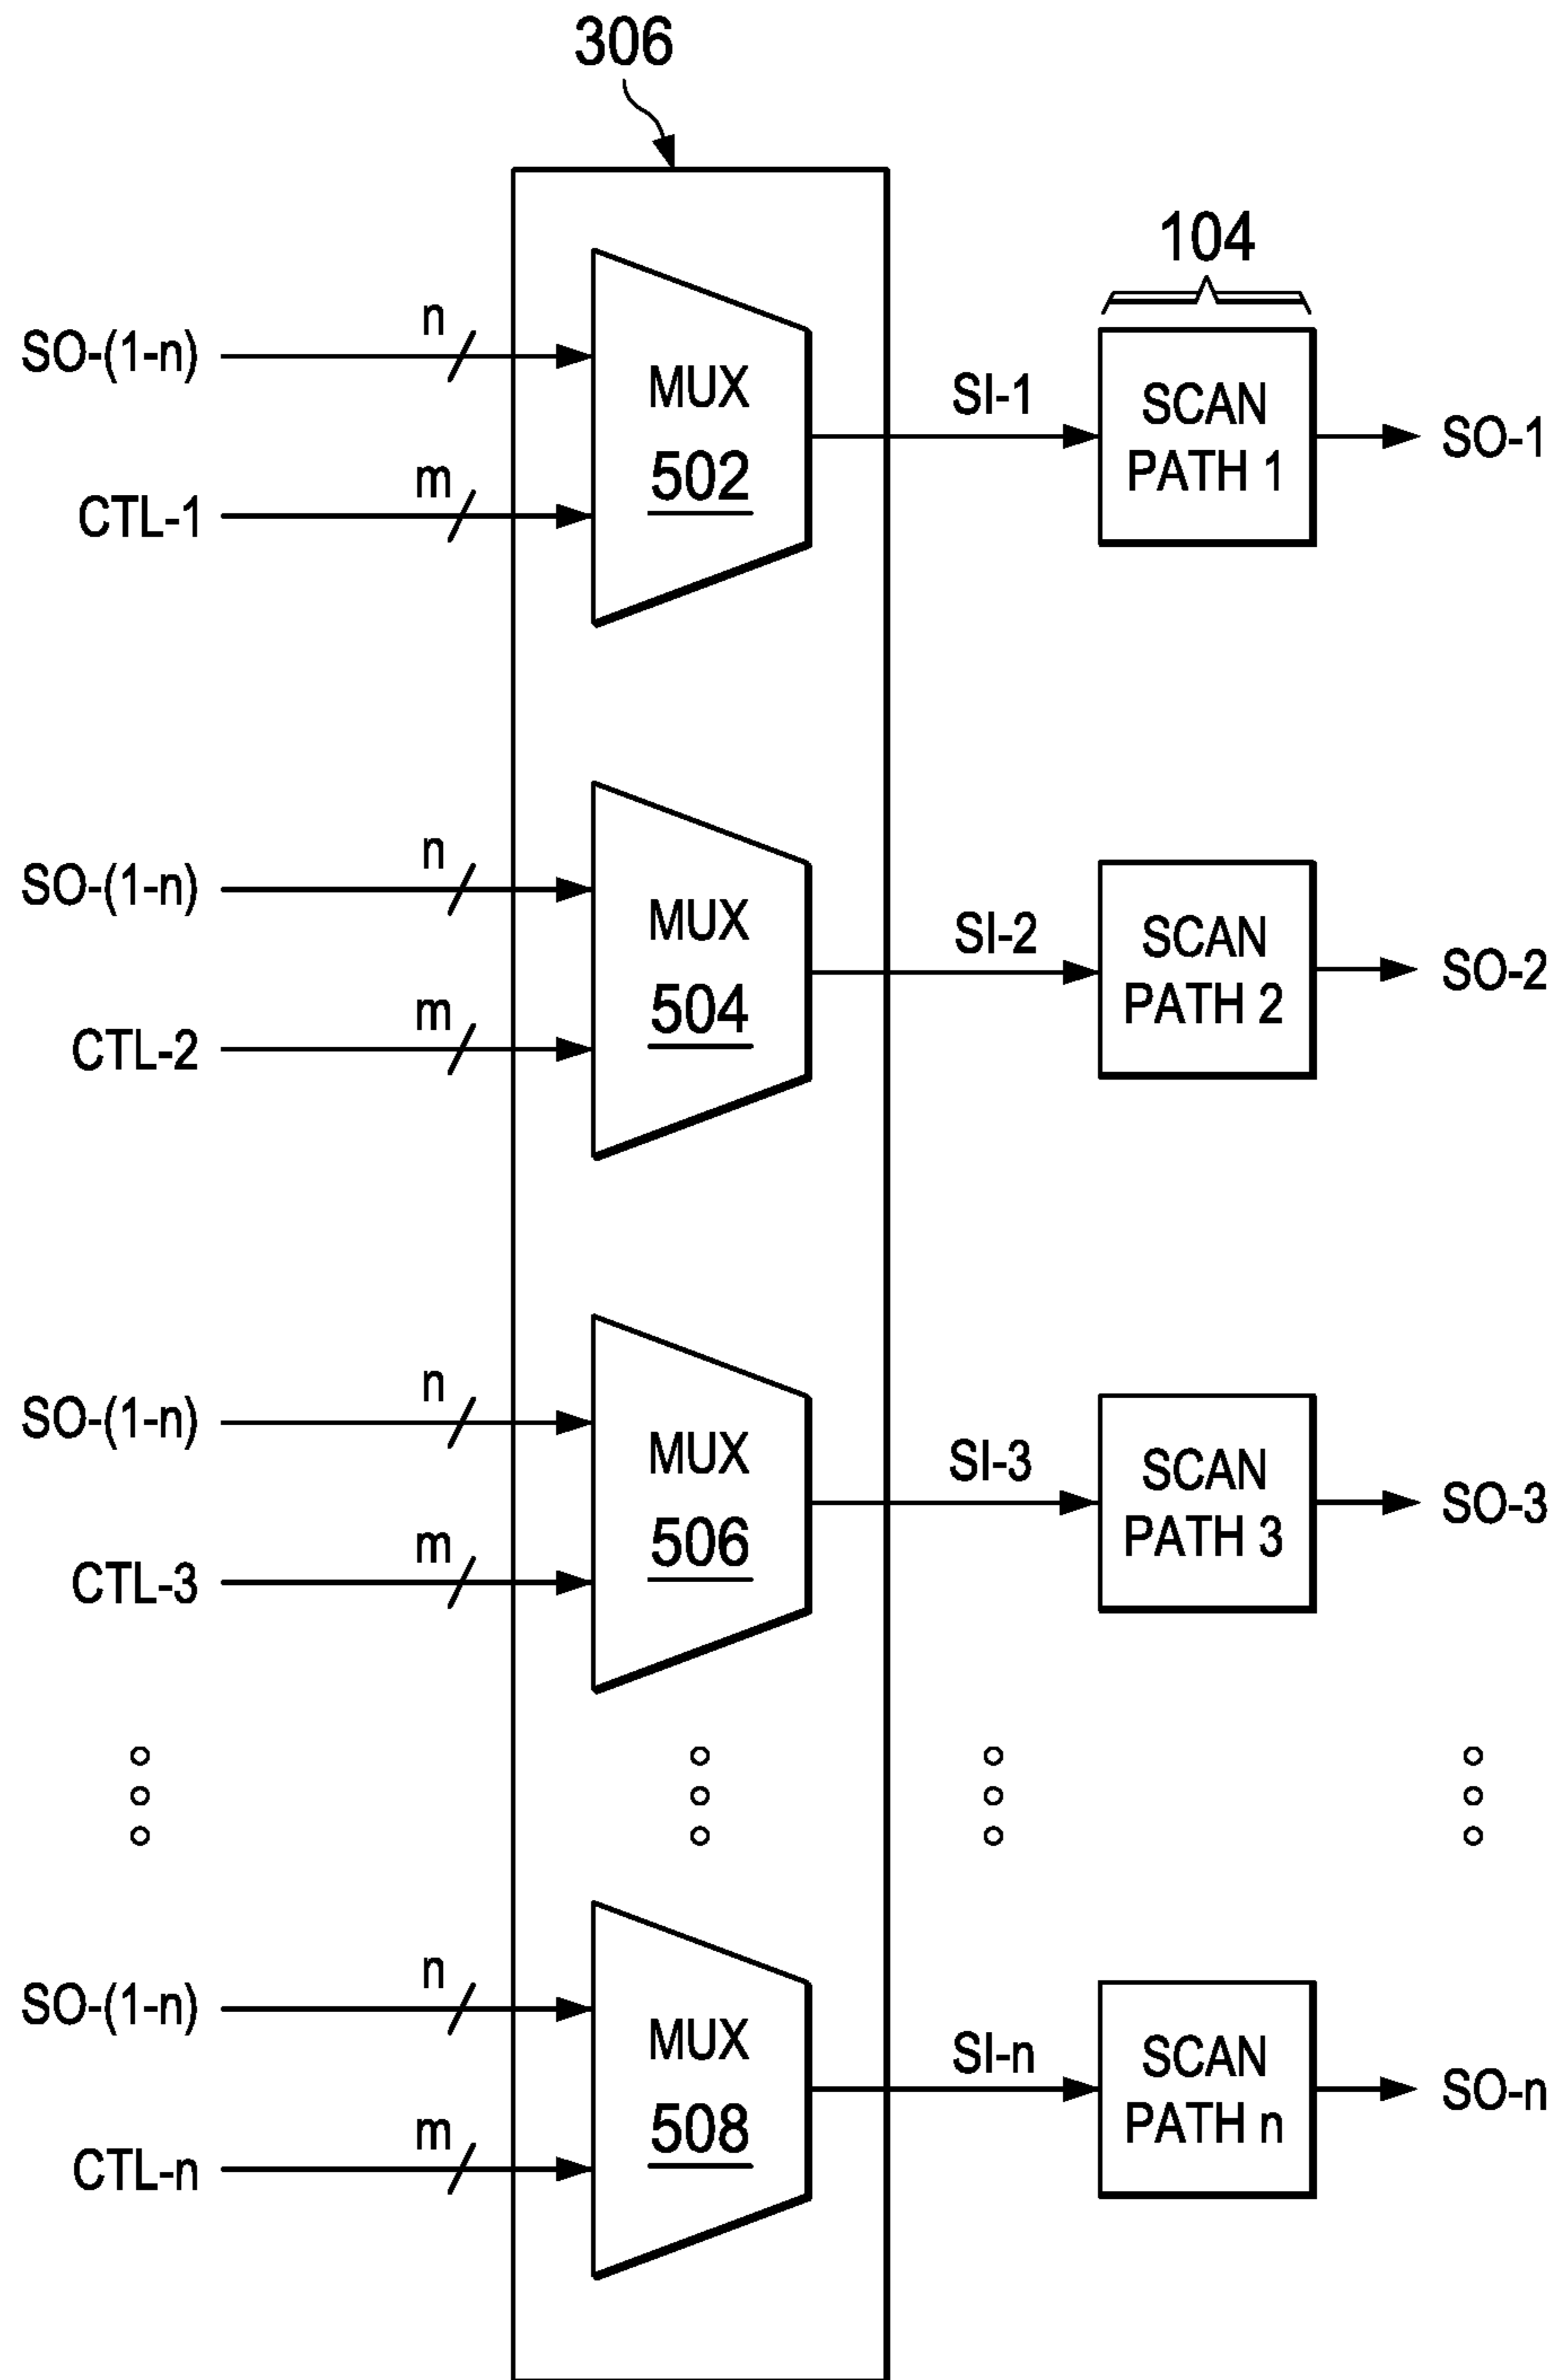 306
104
SO-(1-n)
n
MUX
502
CTL-1
m
SI-1
SCAN
PATH 1
SO-1
SO-(1-n)
n
MUX
504
CTL-2
m
SI-2
SCAN
PATH 2
SO-2
SO-(1-n)
n
MUX
506
CTL-3
m
SI-3
SCAN
PATH 3
SO-3
SO-(1-n)
n
MUX
508
CTL-n
m
SI-n
SCAN
PATH n
SO-n